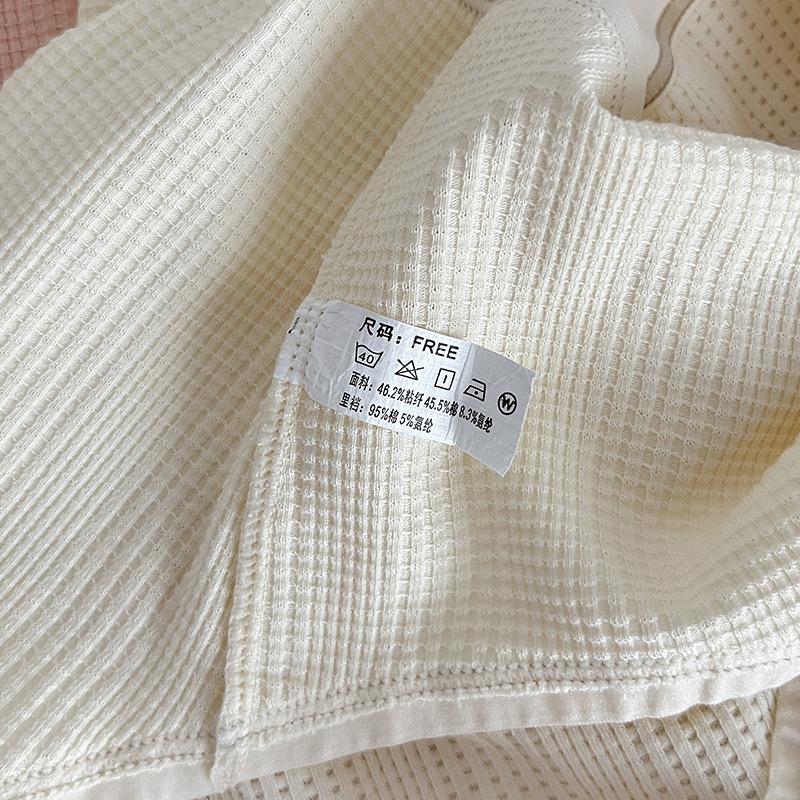 尺码：FREE
40 W
面料：46.2%粘纤 45.5%棉 8.3%氨纶
里裆：95%棉 5%氨纶